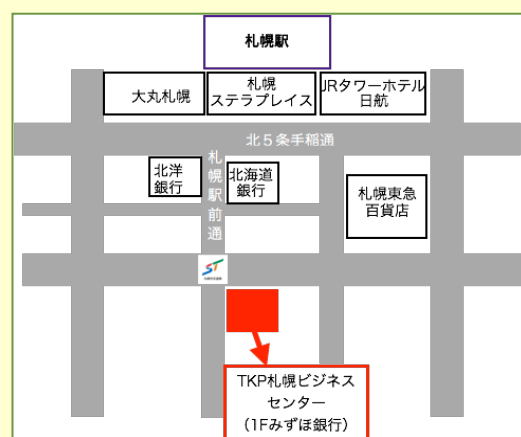 札幌駅
大丸札幌
札幌
ステラプレイス
JRタワーホテル
日航
北5条手稲通
札幌駅前通
北洋
銀行
北海道
銀行
札幌東急
百貨店
ST
TKP札幌ビジネス
センター
（1Fみずほ銀行）